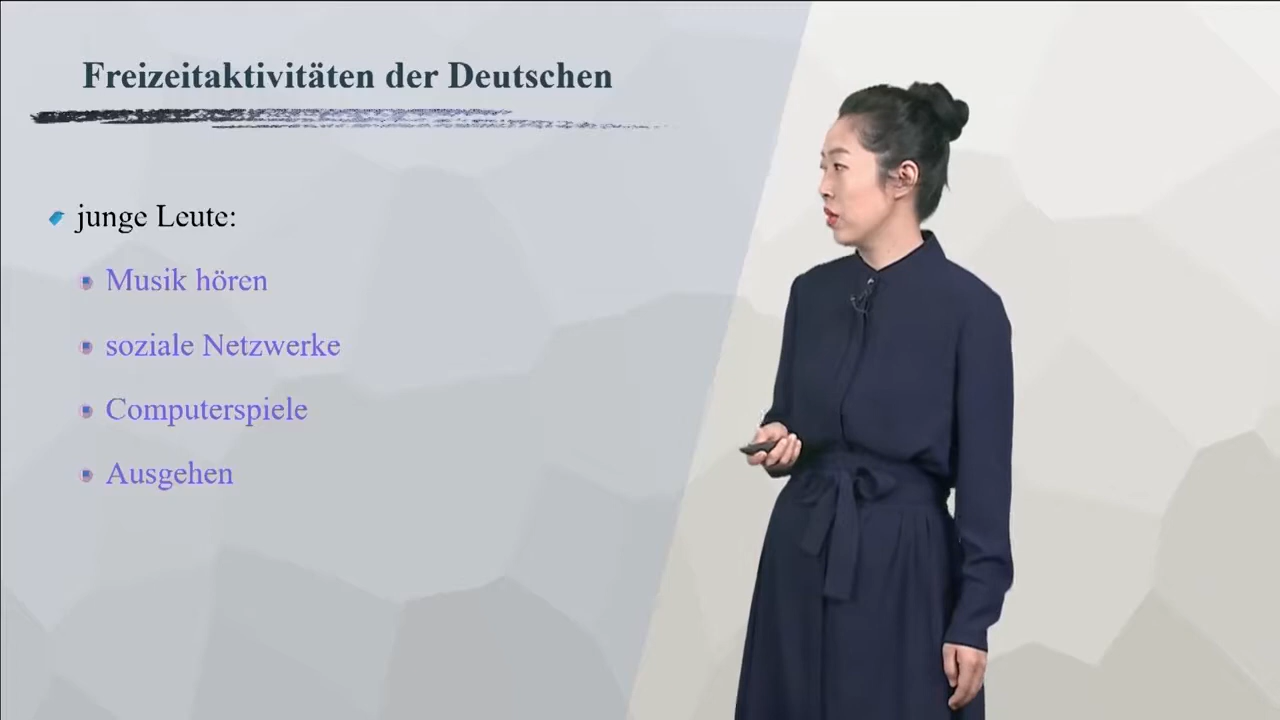 Freizeitaktivitäten der Deutschen
junge Leute:
Musik hören
soziale Netzwerke
Computerspiele
Ausgehen